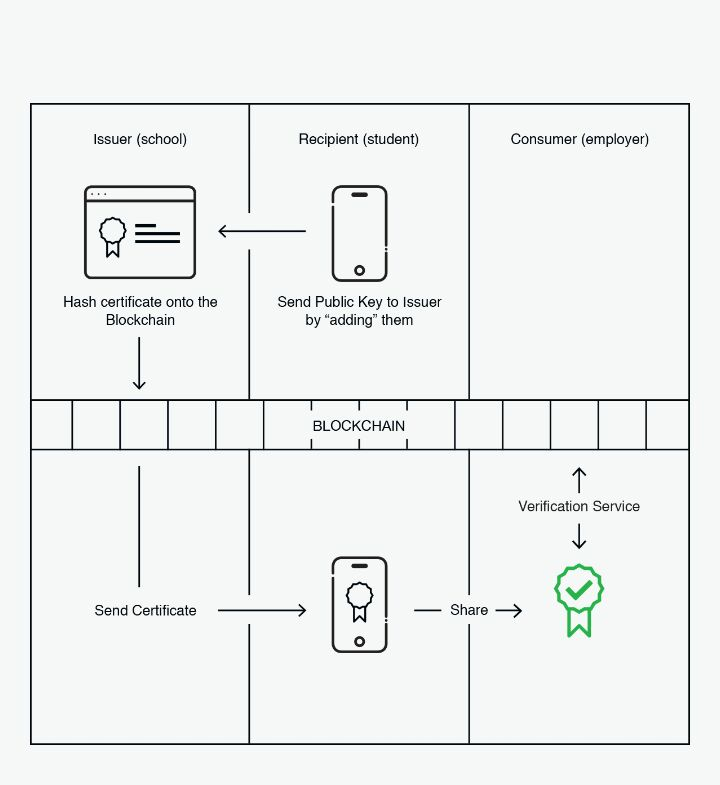 Issuer (school)
Recipient (student)
Consumer (employer)
Hash certificate onto the
Blockchain
Send Public Key to Issuer
by “adding” them
BLOCKCHAIN
Verification Service
Send Certificate
Share